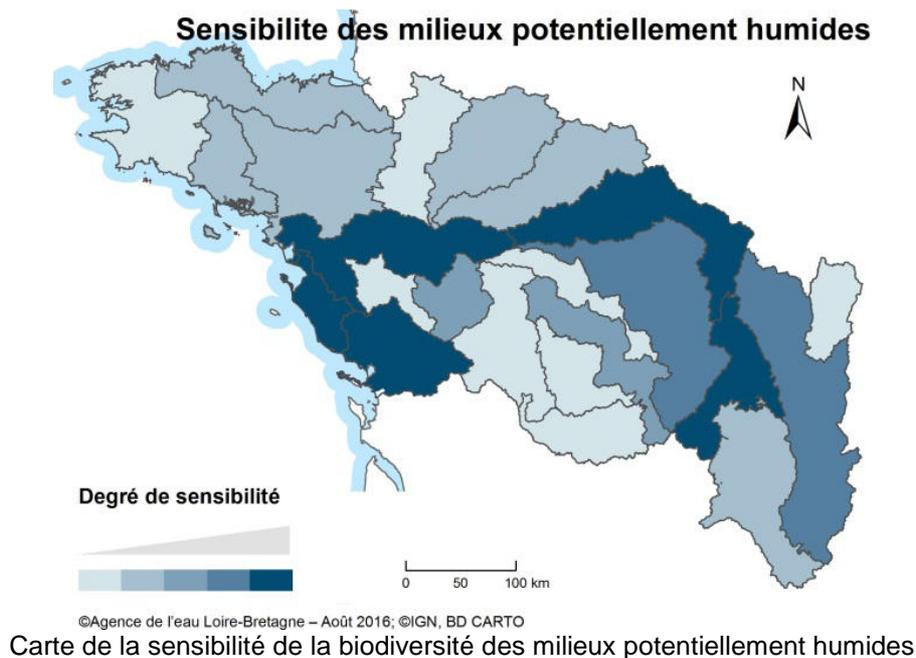 Sensibilite des milieux potentiellement humides
N
Degré de sensibilité
0 50 100 km
©Agence de l'eau Loire-Bretagne – Août 2016; ©IGN, BD CARTO
Carte de la sensibilité de la biodiversité des milieux potentiellement humides